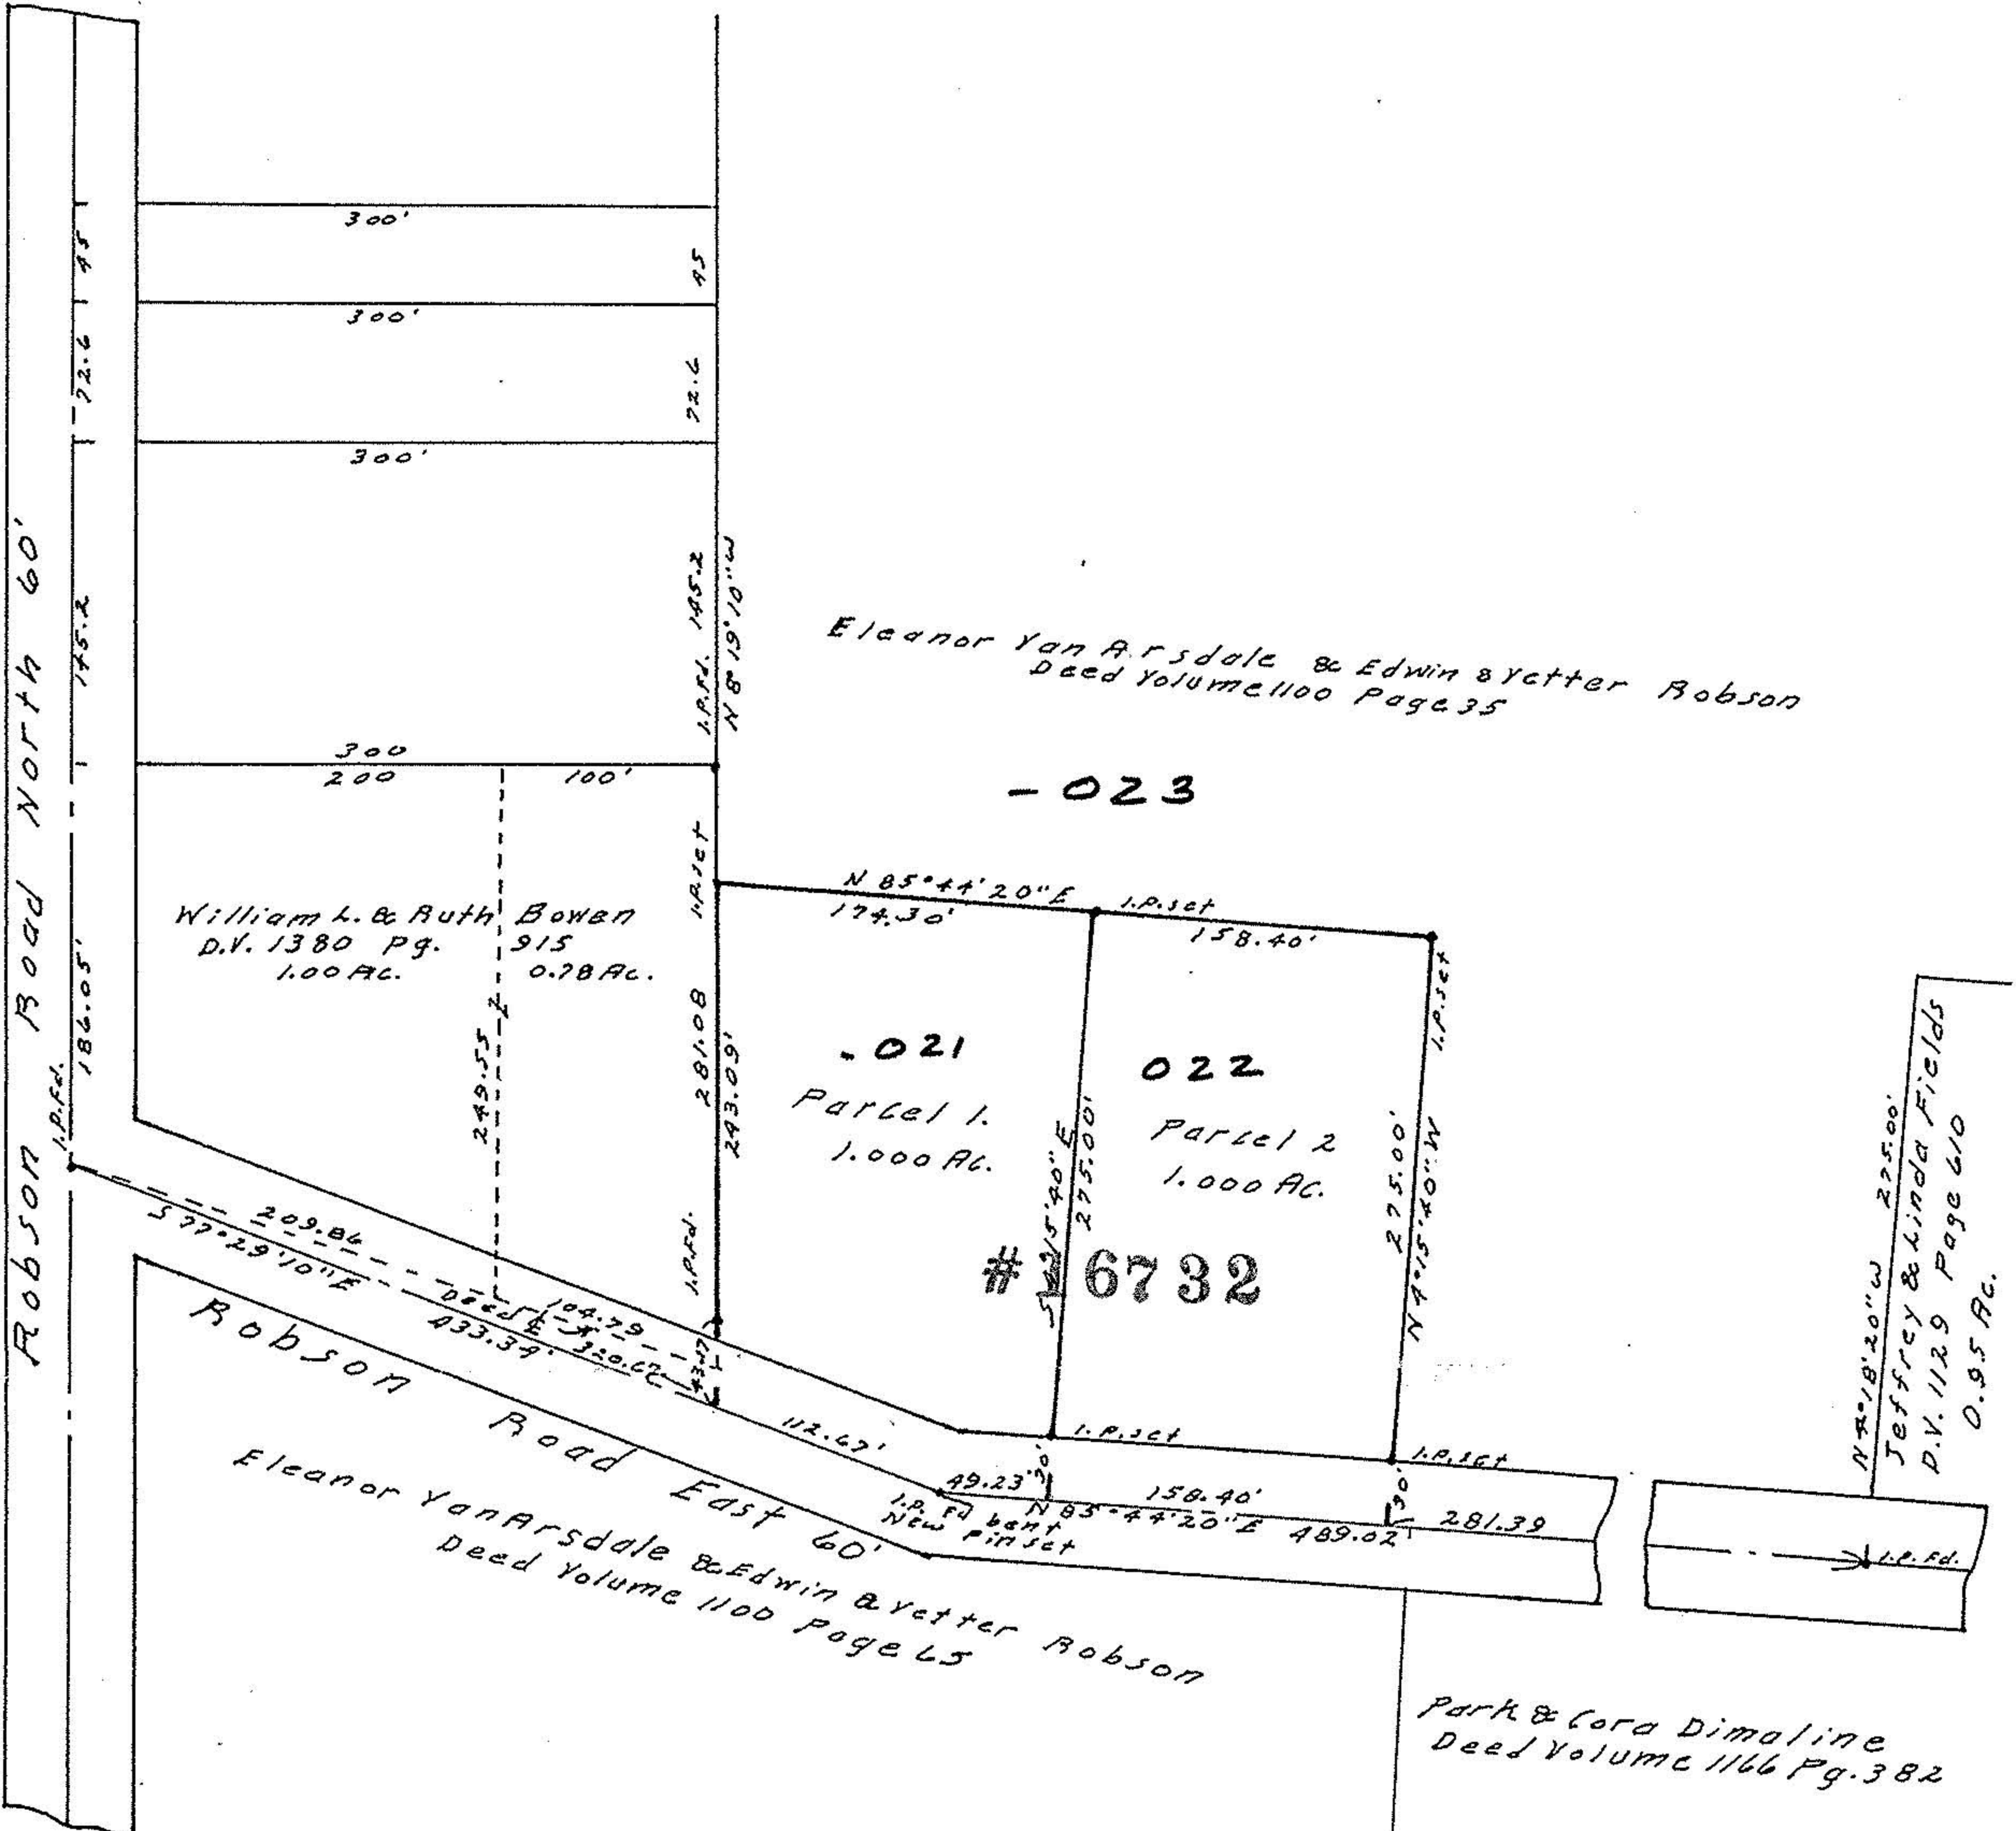 300'
45
45
300'
72.6
72.6
300'
145.2
I.P.Fd. 145.2
N 8°19'10"W
Robson Road North 60'
Eleanor Van Arsdale & Edwin & Yetter Robson
Deed Volume 1100 Page 35
300
200
100'
-023
I.P.set
N 85°44'20"E
I.P.set
174.30'
158.40'
I.P.set
William L. & Ruth Bowen
D.V. 1380 Pg. 915
1.00 Ac.
0.78 Ac.
186.05'
I.P.Fd.
249.55
281.08
243.09'
I.P.Fd.
.021
Parcel 1.
1.000 Ac.
022
Parcel 2
1.000 Ac.
275.00'
275.00'
N 4°15'40"W
#16732
N 4°18'20"W 275.00'
Jeffrey & Linda Fields
D.V. 1129 Page 610
0.95 Ac.
209.86
S 77°29'10"E
104.79
433.34'
320.67
43.17
112.67'
Robson Road East 60'
I.P.set
I.P.set
49.23'
30'
158.40'
30'
281.39
I.P. Fd bent
New pin set
N 85°44'20"E 489.02'
I.P. Fd.
Eleanor VanArsdale & Edwin & Yetter Robson
Deed Volume 1100 Page 65
Park & Cora Dimaline
Deed Volume 1166 Pg. 382